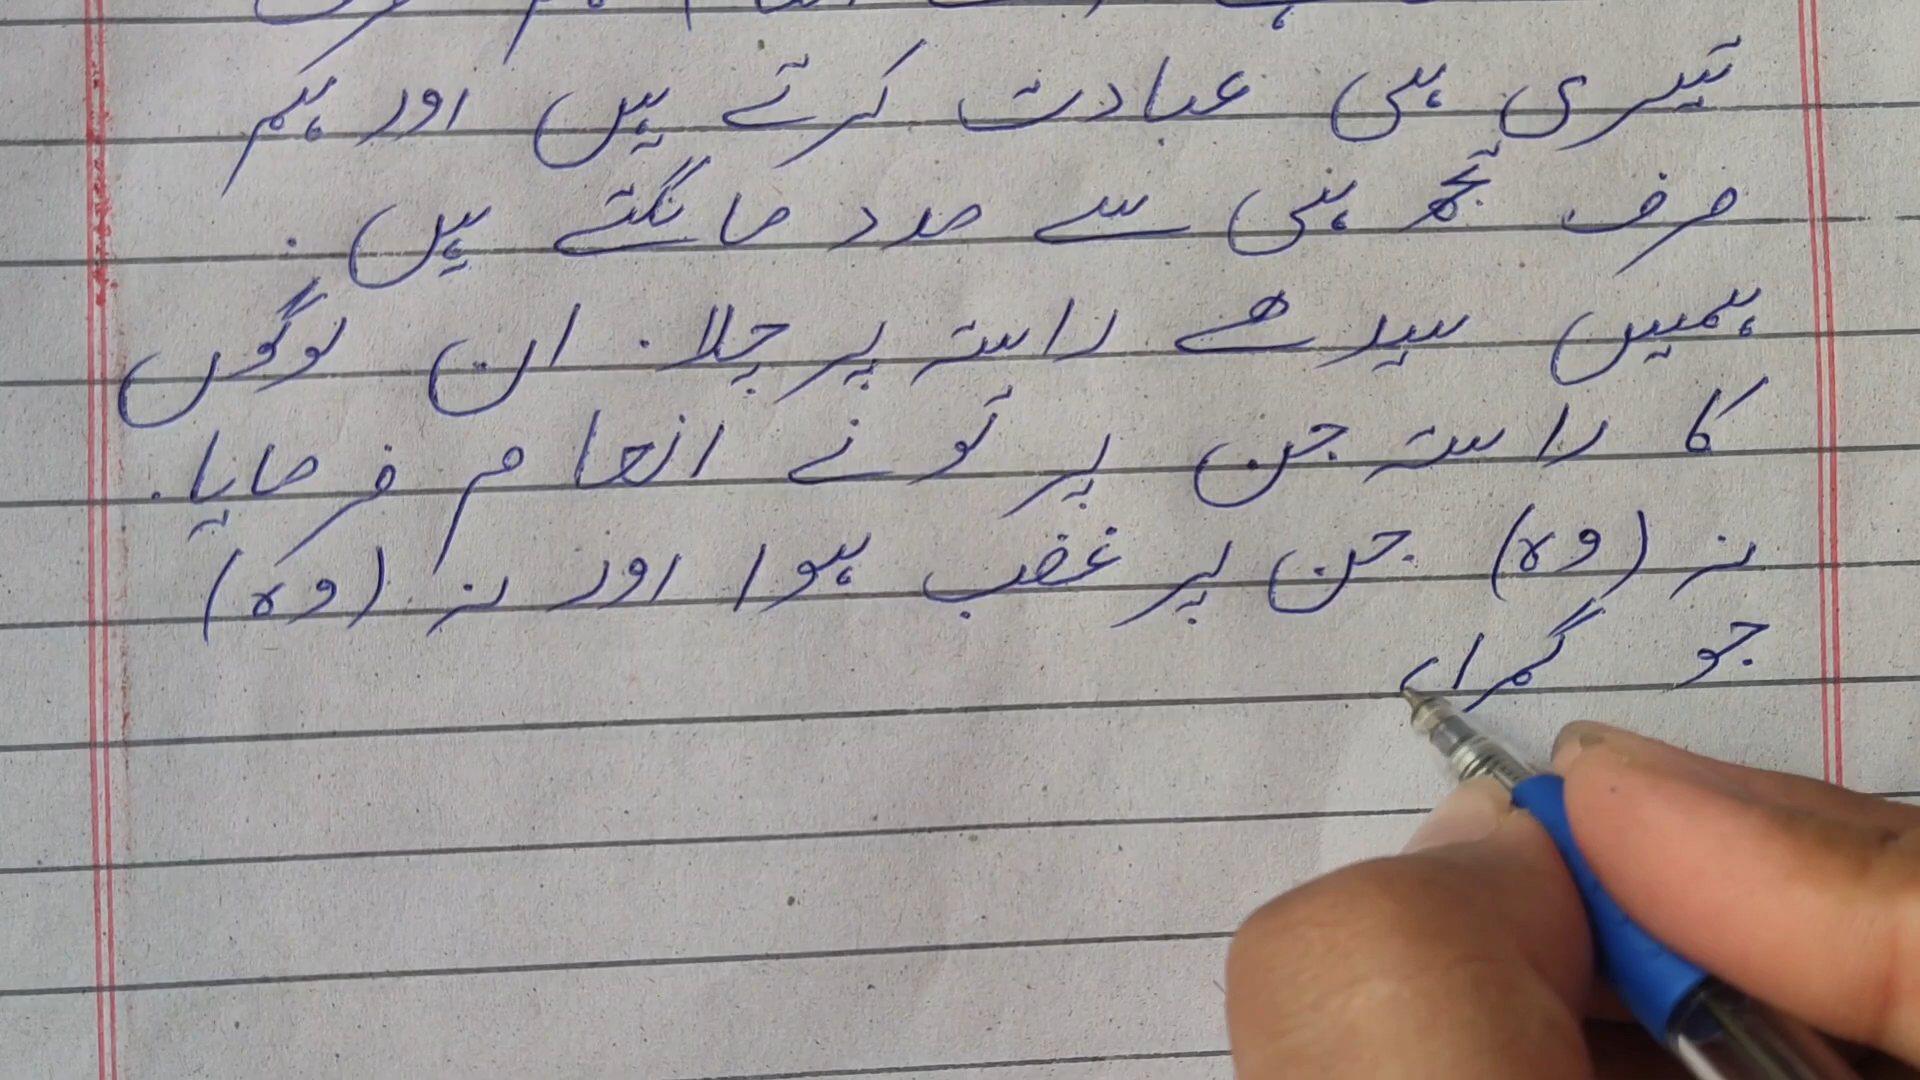 تیری ہی عبادت کرتے ہیں اور ہم
صرف تجھ ہی سے مدد مانگتے ہیں.
ہمیں سیدھے راستہ پر چلا. ان لوگوں
کا راستہ جن پر تو نے انعام فرمایا.
نہ (وہ) جن پر غضب ہوا اور نہ (وہ)
جو